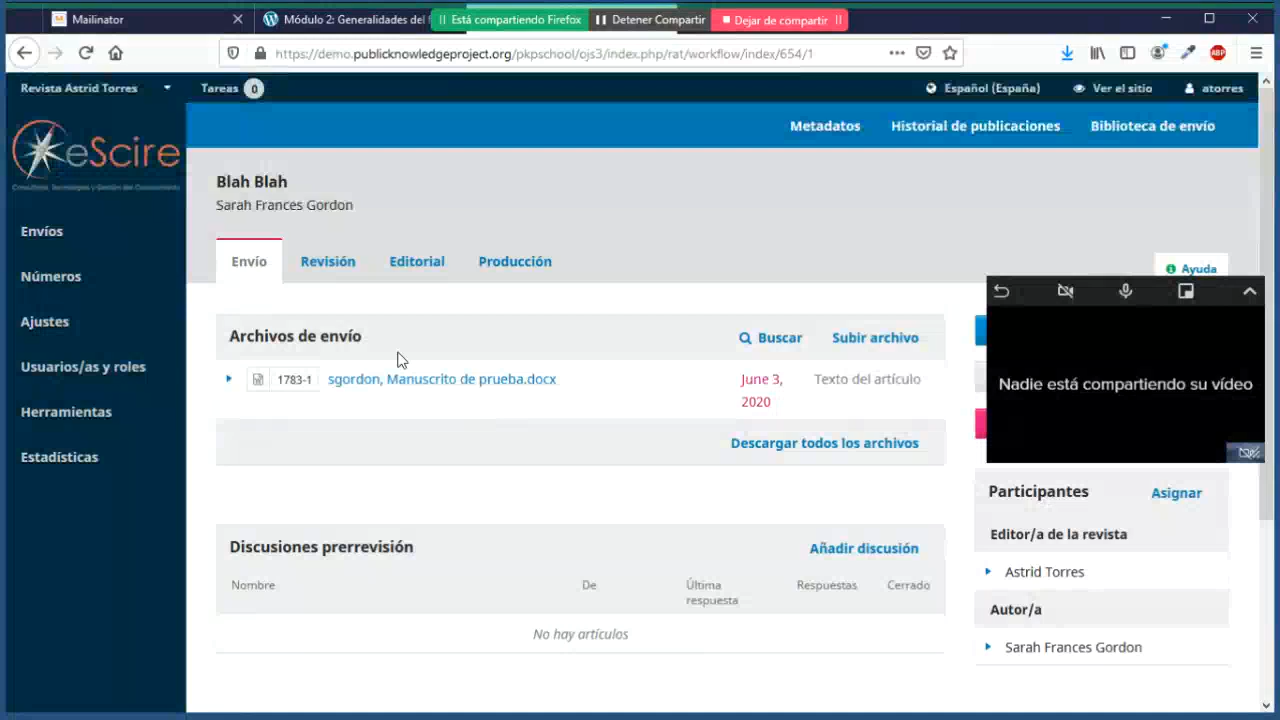 Mailinator
Módulo 2: Generalidades del
Está compartiendo Firefox
Detener Compartir
Dejar de compartir
https://demo.publicknowledgeproject.org/pkpschool/ojs3/index.php/rat/workflow/index/654/1
ABP
Revista Astrid Torres
Tareas 0
Español (España)
Ver el sitio
atorres
eScire
Metadatos
Historial de publicaciones
Biblioteca de envío
Envíos
Números
Ajustes
Usuarios/as y roles
Herramientas
Estadísticas
Blah Blah
Sarah Frances Gordon
Envío
Revisión
Editorial
Producción
Ayuda
Archivos de envío
Buscar
Subir archivo
1783-1
sgordon, Manuscrito de prueba.docx
June 3,
2020
Texto del artículo
Descargar todos los archivos
Nadie está compartiendo su vídeo
Discusiones prerrevisión
Añadir discusión
Nombre
De
Última
respuesta
Respuestas
Cerrado
No hay artículos
Participantes
Asignar
Editor/a de la revista
Astrid Torres
Autor/a
Sarah Frances Gordon